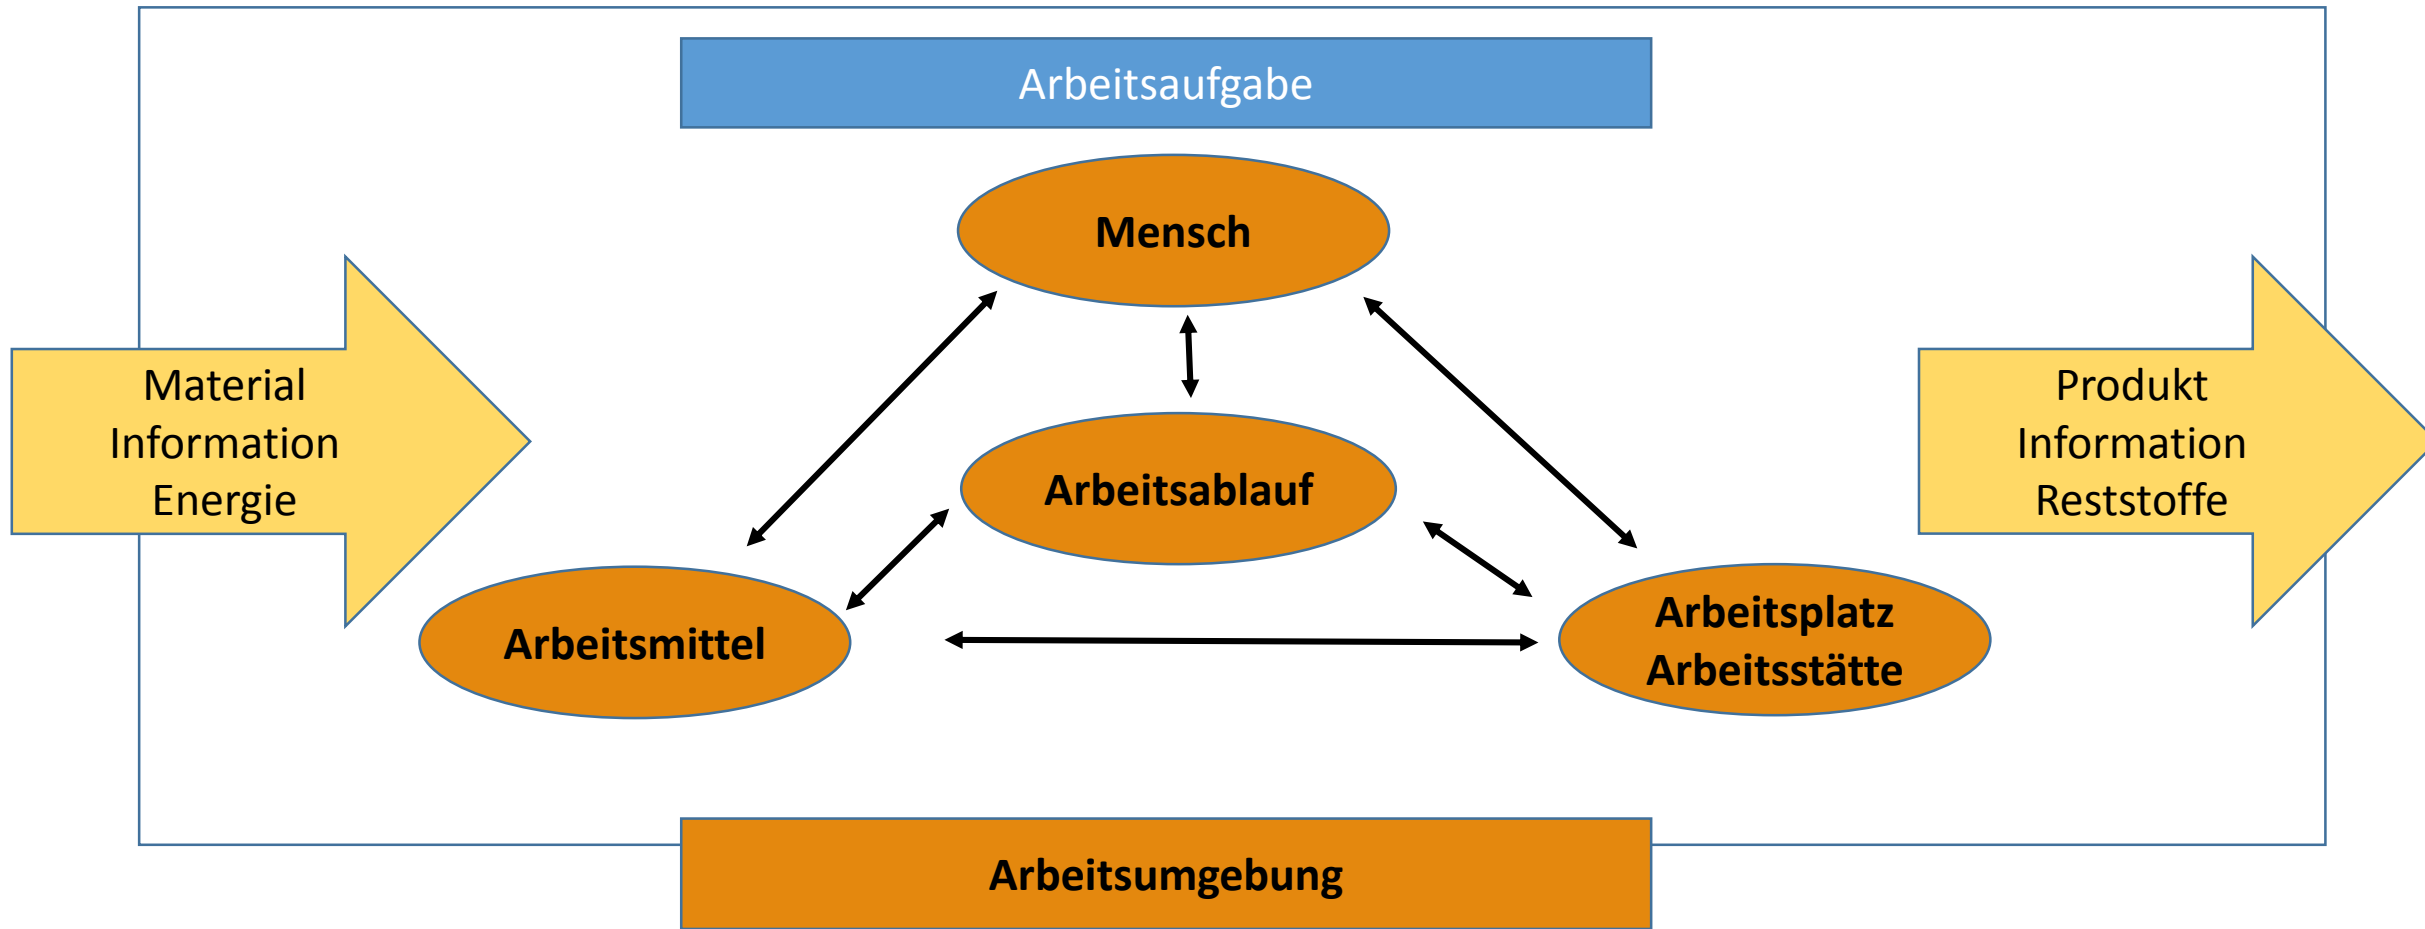 Arbeitsaufgabe
Mensch
Material
Information
Energie
Produkt
Information
Reststoffe
Arbeitsablauf
Arbeitsmittel
Arbeitsplatz
Arbeitsstätte
Arbeitsumgebung